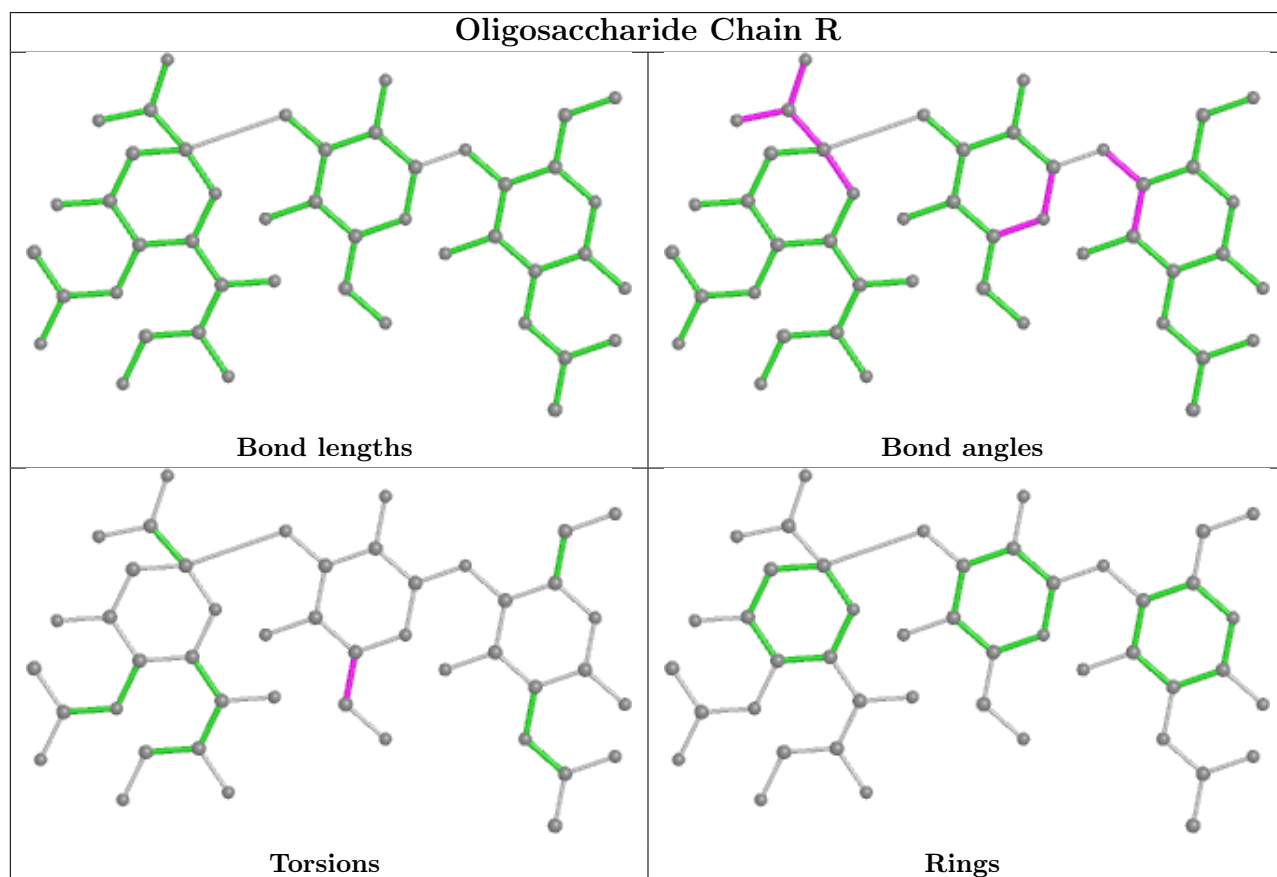 Oligosaccharide Chain R
Bond lengths
Bond angles
Torsions
Rings